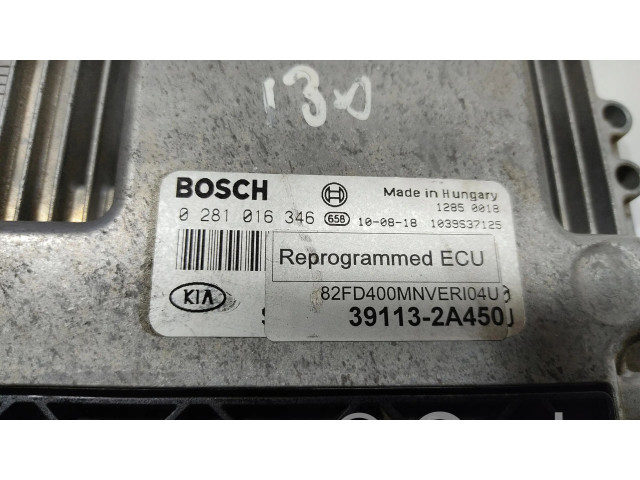 130
BOSCH
Made in Hungary
1285 0018
0 281 016 346 658 10-08-18 1039S37125
Reprogrammed ECU
KIA
82FD400MNVERI04U
39113-2A450